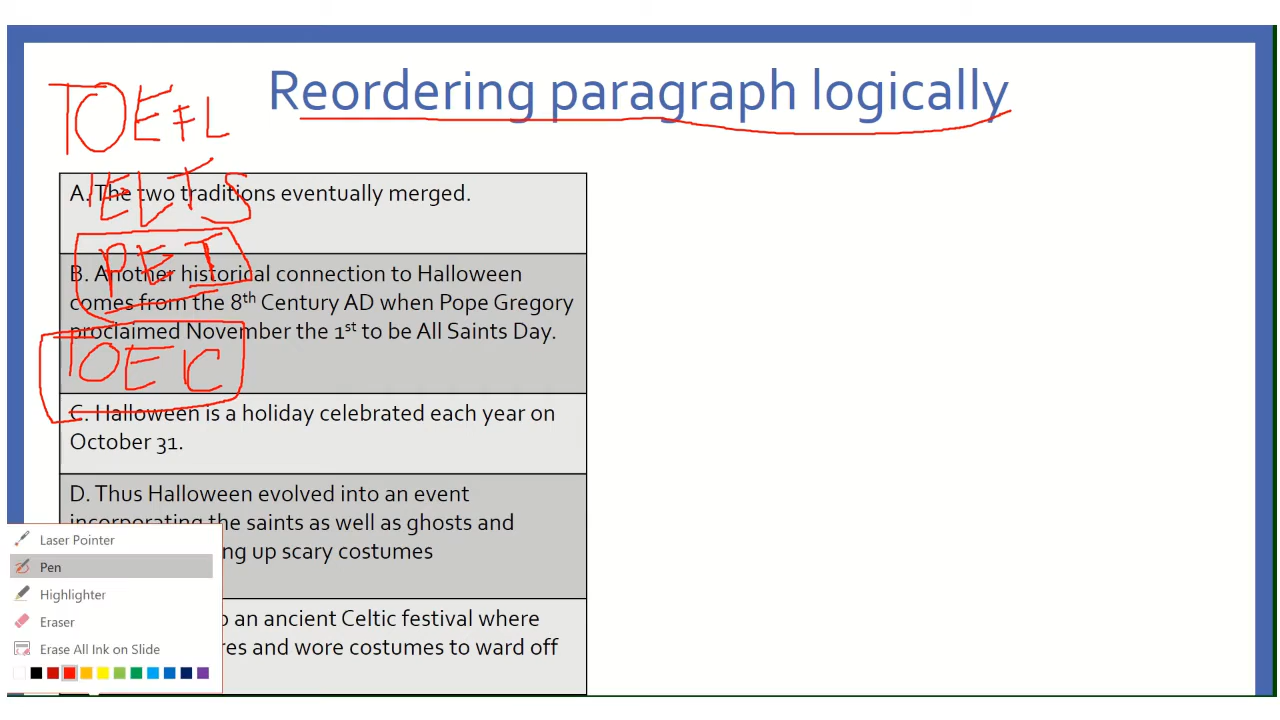 Reordering paragraph logically
TOEFL
IELTS
PET
TOEIC
A. The two traditions eventually merged.
B. Another historical connection to Halloween
comes from the 8th Century AD when Pope Gregory
proclaimed November the 1st to be All Saints Day.
C. Halloween is a holiday celebrated each year on
October 31.
D. Thus Halloween evolved into an event
incorporating the saints as well as ghosts and
ng up scary costumes
o an ancient Celtic festival where
res and wore costumes to ward off
Laser Pointer
Pen
Highlighter
Eraser
Erase All Ink on Slide